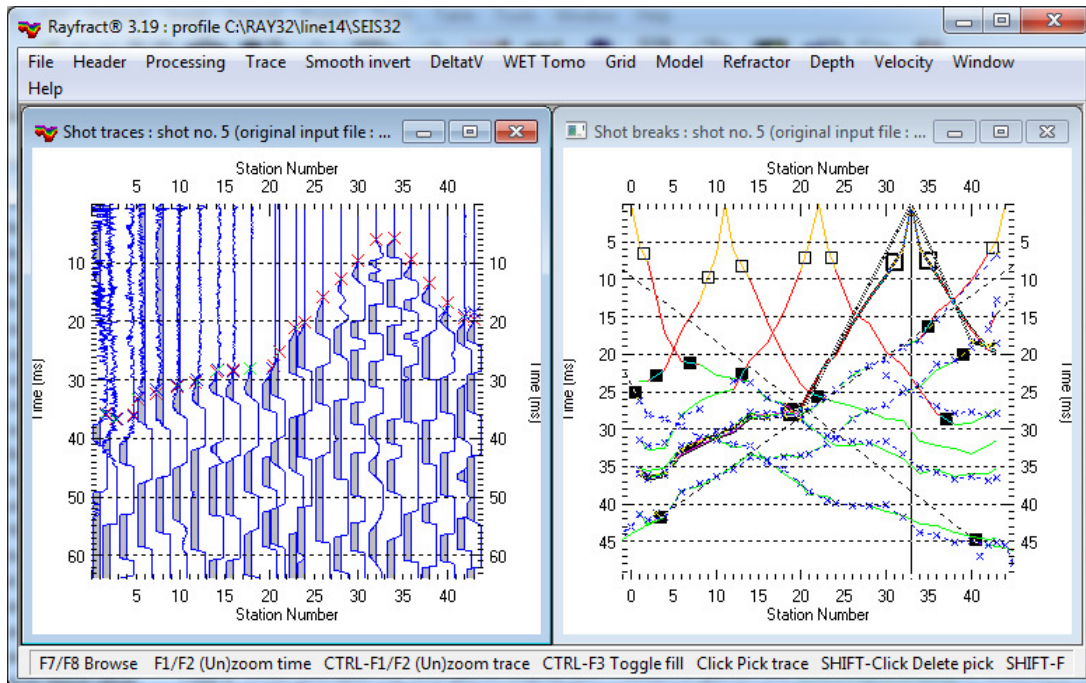 Rayfract® 3.19 : profile C:\RAY32\line14\SEIS32
File Header Processing Trace Smooth invert DeltatV WET Tomo Grid Model Refractor Depth Velocity Window
Help
Shot traces : shot no. 5 (original input file : ...
Station Number
5 10 15 20 25 30 35 40
10 10
20 20
30 30
Time [ms] Time [ms]
40 40
50 50
60 60
5 10 15 20 25 30 35 40
Station Number
Shot breaks : shot no. 5 (original input file : ...
Station Number
0 5 10 15 20 25 30 35 40
5 5
10 10
15 15
20 20
25 25
Time [ms] Time [ms]
30 30
35 35
40 40
45 45
0 5 10 15 20 25 30 35 40
Station Number
F7/F8 Browse F1/F2 (Un)zoom time CTRL-F1/F2 (Un)zoom trace CTRL-F3 Toggle fill Click Pick trace SHIFT-Click Delete pick SHIFT-F